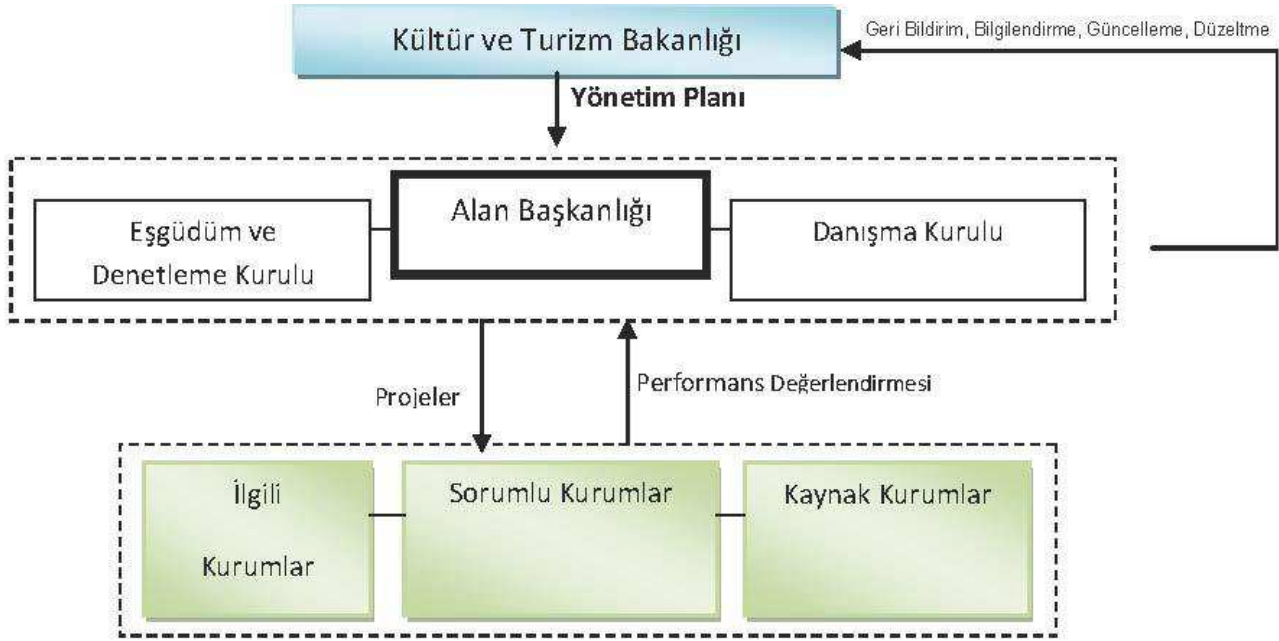 Kültür ve Turizm Bakanlığı
Geri Bildirim, Bilgilendirme, Güncelleme, Düzeltme
Yönetim Planı
Eşgüdüm ve
Denetleme Kurulu
Alan Başkanlığı
Danışma Kurulu
Projeler
Performans Değerlendirmesi
İlgili
Kurumlar
Sorumlu Kurumlar
Kaynak Kurumlar